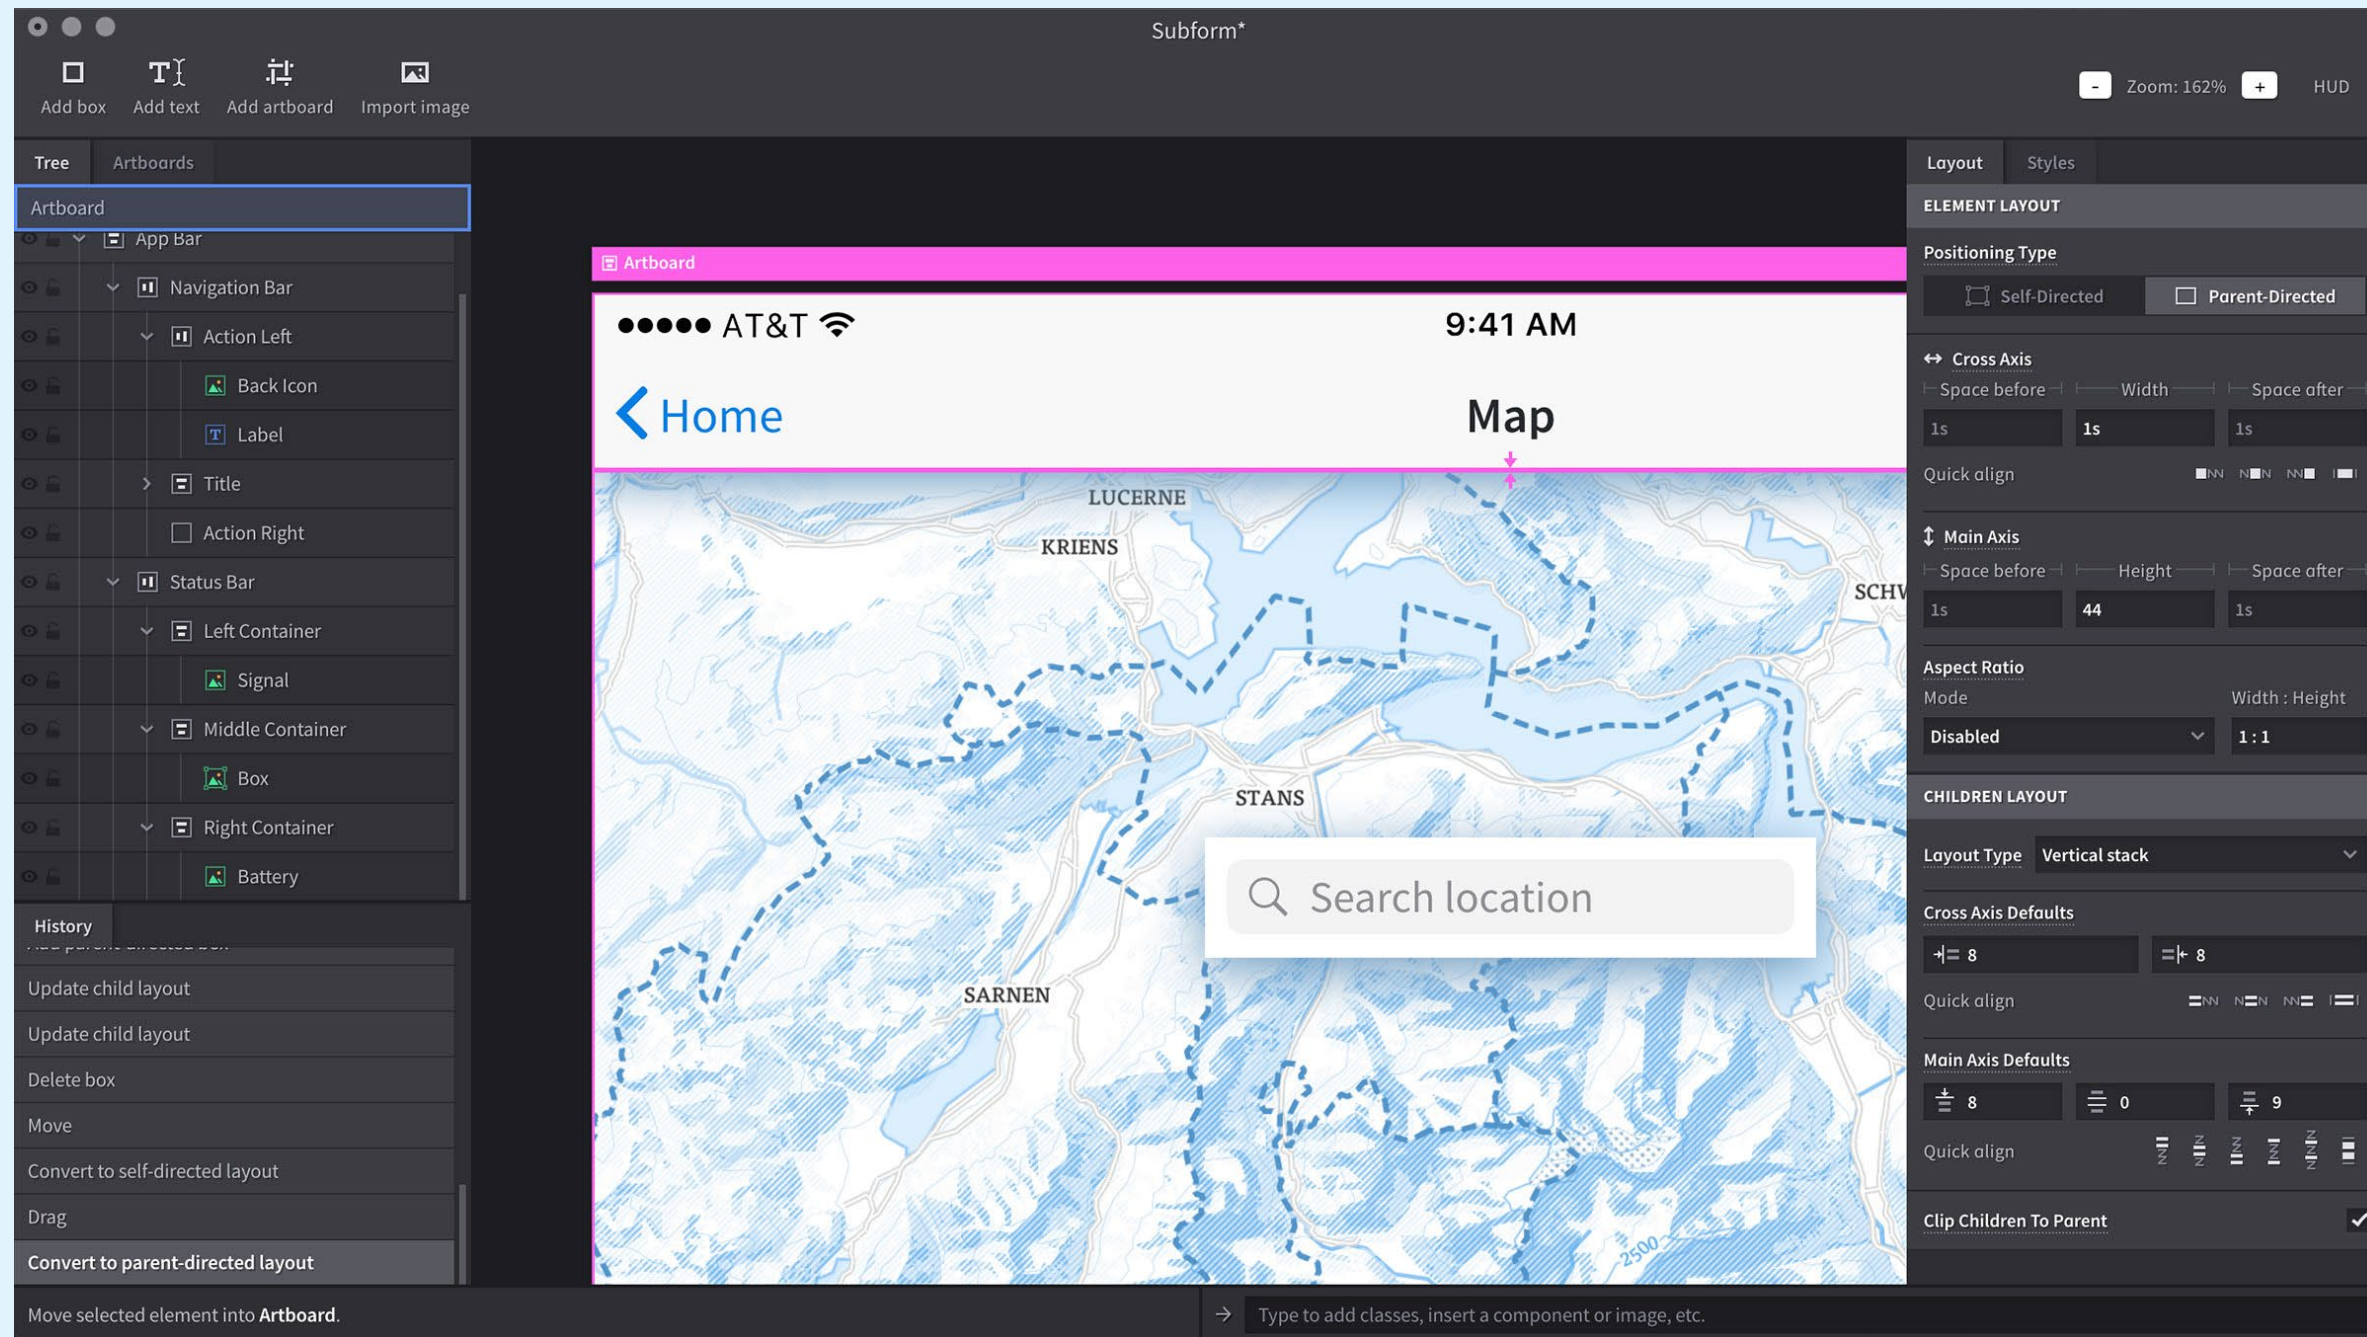 Subform*
Add box
Add text
Add artboard
Import image
- Zoom: 162% +
HUD
Tree
Artboards
Artboard
App Bar
Navigation Bar
Action Left
Back Icon
Label
Title
Action Right
Status Bar
Left Container
Signal
Middle Container
Box
Right Container
Battery
History
Update child layout
Update child layout
Delete box
Move
Convert to self-directed layout
Drag
Convert to parent-directed layout
Move selected element into Artboard.
Artboard
AT&T
9:41 AM
Home
Map
LUCERNE
KRIENS
SCHW
STANS
Search location
SARNEN
2500
Type to add classes, insert a component or image, etc.
Layout
Styles
ELEMENT LAYOUT
Positioning Type
Self-Directed
Parent-Directed
Cross Axis
Space before Width Space after
1s 1s 1s
Quick align
Main Axis
Space before Height Space after
1s 44 1s
Aspect Ratio
Mode Width : Height
Disabled 1 : 1
CHILDREN LAYOUT
Layout Type Vertical stack
Cross Axis Defaults
8 8
Quick align
Main Axis Defaults
8 0 9
Quick align
Clip Children To Parent